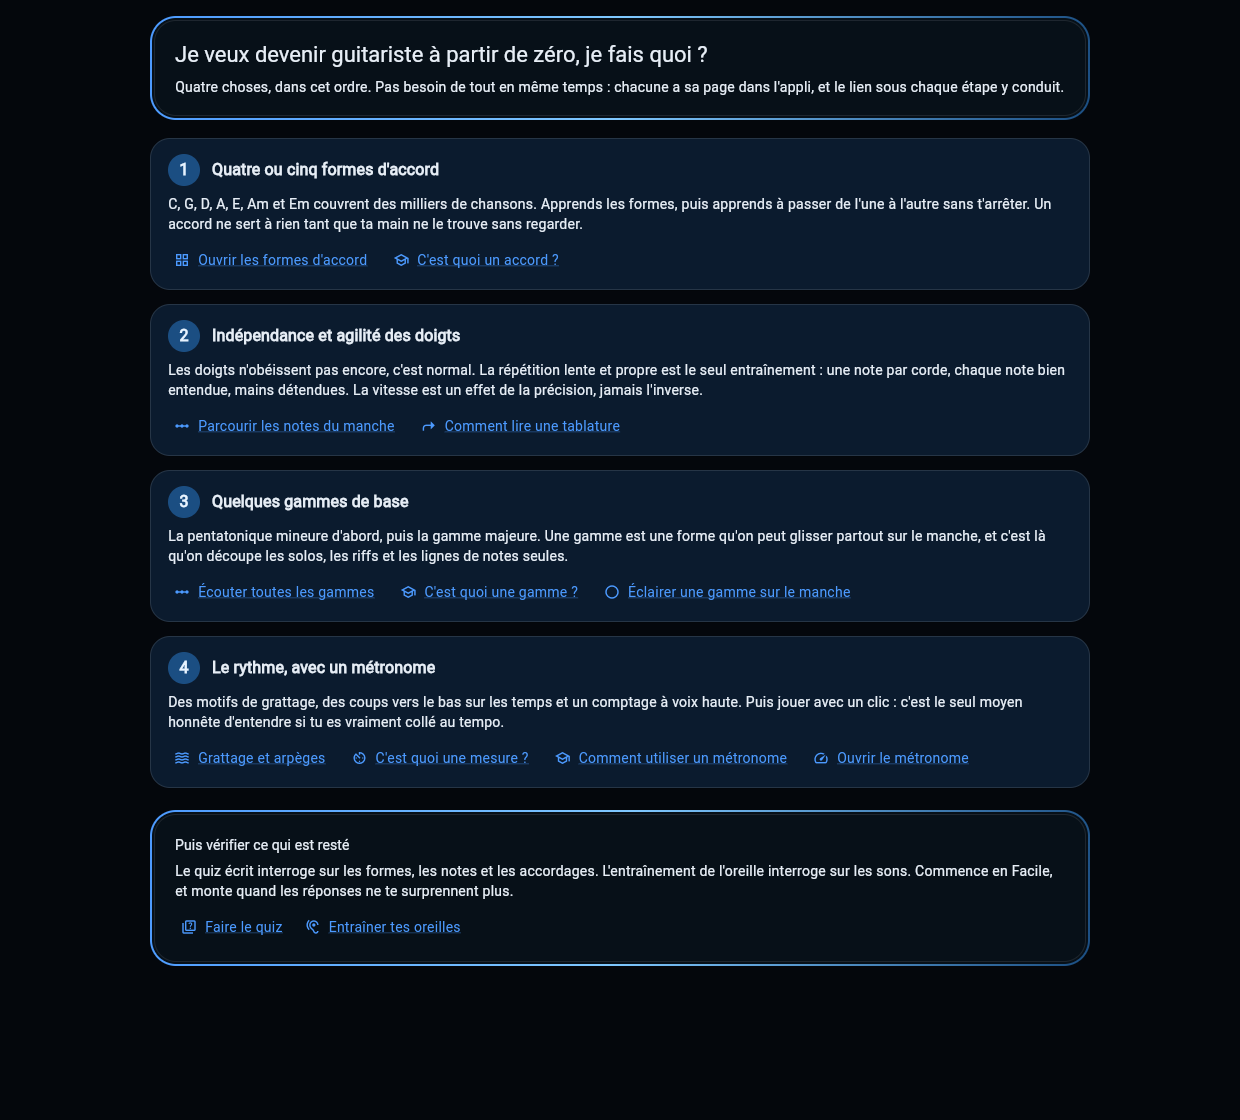 Je veux devenir guitariste à partir de zéro, je fais quoi ?
Quatre choses, dans cet ordre. Pas besoin de tout en même temps : chacune a sa page dans l'appli, et le lien sous chaque étape y conduit.
1 Quatre ou cinq formes d'accord
C, G, D, A, E, Am et Em couvrent des milliers de chansons. Apprends les formes, puis apprends à passer de l'une à l'autre sans t'arrêter. Un
accord ne sert à rien tant que ta main ne le trouve sans regarder.
Ouvrir les formes d'accord C'est quoi un accord ?
2 Indépendance et agilité des doigts
Les doigts n'obéissent pas encore, c'est normal. La répétition lente et propre est le seul entraînement : une note par corde, chaque note bien
entendue, mains détendues. La vitesse est un effet de la précision, jamais l'inverse.
Parcourir les notes du manche Comment lire une tablature
3 Quelques gammes de base
La pentatonique mineure d'abord, puis la gamme majeure. Une gamme est une forme qu'on peut glisser partout sur le manche, et c'est là
qu'on découpe les solos, les riffs et les lignes de notes seules.
Écouter toutes les gammes C'est quoi une gamme ? Éclairer une gamme sur le manche
4 Le rythme, avec un métronome
Des motifs de grattage, des coups vers le bas sur les temps et un comptage à voix haute. Puis jouer avec un clic : c'est le seul moyen
honnête d'entendre si tu es vraiment collé au tempo.
Grattage et arpèges C'est quoi une mesure ? Comment utiliser un métronome Ouvrir le métronome
Puis vérifier ce qui est resté
Le quiz écrit interroge sur les formes, les notes et les accordages. L'entraînement de l'oreille interroge sur les sons. Commence en Facile,
et monte quand les réponses ne te surprennent plus.
Faire le quiz Entraîner tes oreilles